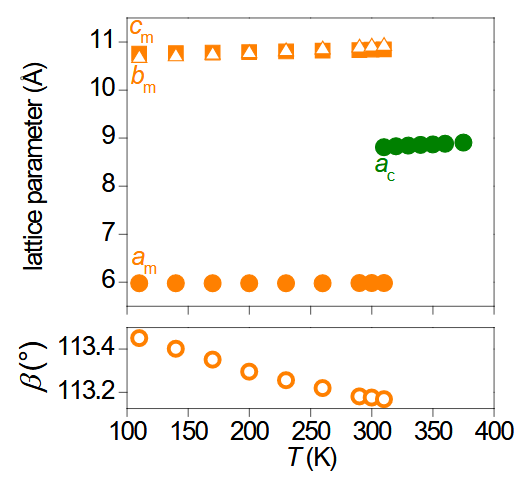 c_m
11
b_m
10
lattice parameter (Å)
9
a_c
8
7
a_m
6
113.4
β (°)
113.2
100 150 200 250 300 350 400
T (K)